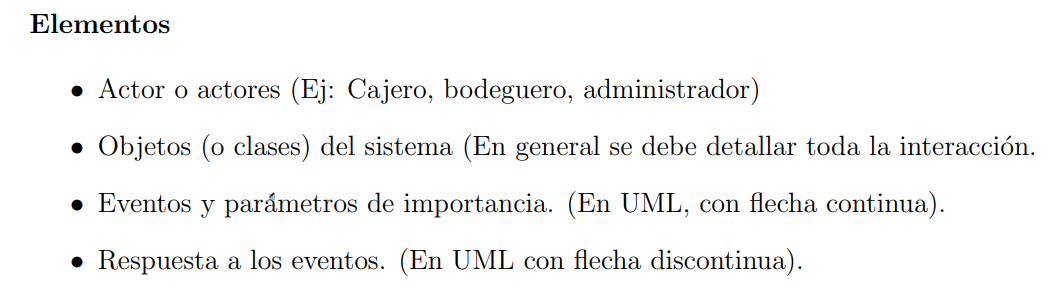 Elementos
• Actor o actores (Ej: Cajero, bodeguero, administrador)
• Objetos (o clases) del sistema (En general se debe detallar toda la interacción.
• Eventos y parámetros de importancia. (En UML, con flecha continua).
• Respuesta a los eventos. (En UML con flecha discontinua).